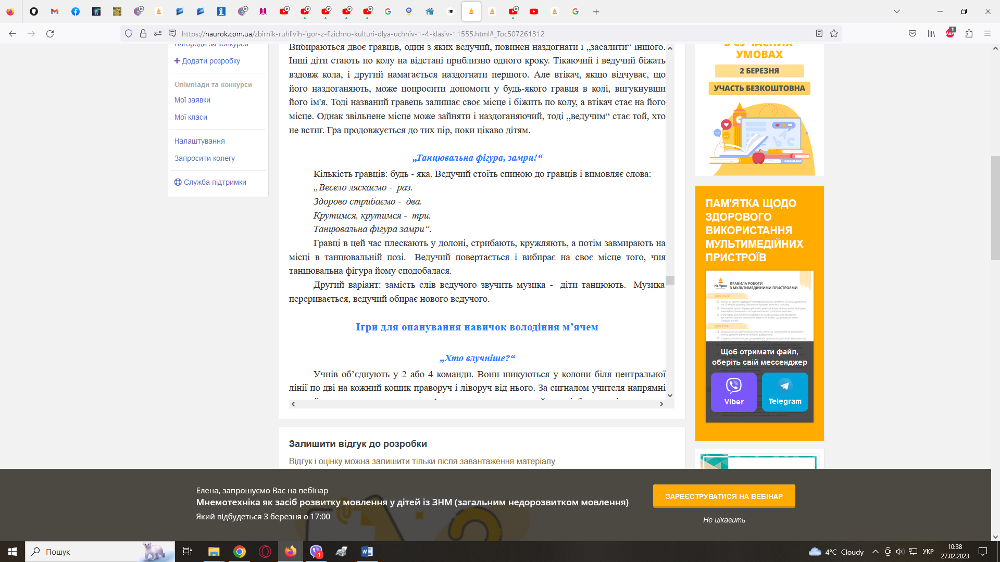 https://naurok.com.ua/zbirnik-ruhlivih-igor-z-fizichno-kulturi-dlya-uchniv-1-4-klasiv-11555.html#_Toc507261312
Нагороди за конкурси
Додати розробку
Олімпіади та конкурси
Мої заявки
Мої класи
Налаштування
Запросити колегу
Служба підтримки
Вибираються двоє гравців, один з яких ведучий, повинен наздогнати і „засалити“ іншого.
Інші діти стають по колу на відстані приблизно одного кроку. Тікаючий і ведучий біжать
вздовж кола, і другий намагається наздогнати першого. Але втікач, якщо відчуває, що
його наздоганяють, може попросити допомоги у будь-якого гравця в колі, вигукнувши
його ім'я. Тоді названий гравець залишає своє місце і біжить по колу, а втікач стає на його
місце. Однак звільнене місце може зайняти і наздоганяючий, тоді „ведучим“ стає той, хто
не встиг. Гра продовжується до тих пір, поки цікаво дітям.
„Танцювальна фігура, замри!“
Кількість гравців: будь - яка. Ведучий стоїть спиною до гравців і вимовляє слова:
„Весело ляскаємо - раз.
Здорово стрибаємо - два.
Крутимся, крутимся - три.
Танцювальна фігура замри“.
Гравці в цей час плескають у долоні, стрибають, кружляють, а потім завмирають на
місці в танцювальній позі. Ведучий повертається і вибирає на своє місце того, чия
танцювальна фігура йому сподобалася.
Другий варіант: замість слів ведучого звучить музика - діти танцюють. Музика
переривається, ведучий обирає нового ведучого.
Ігри для опанування навичок володіння м’ячем
„Хто влучніше?“
Учнів об’єднують у 2 або 4 команди. Вони шикуються у колони біля центральної
лінії по дві на кожний кошик праворуч і ліворуч від нього. За сигналом учителя напрямні
В СУЧАСНИХ
УМОВАХ
2 БЕРЕЗНЯ
УЧАСТЬ БЕЗКОШТОВНА
GRAMMAR
ПАМ'ЯТКА ЩОДО
ЗДОРОВОГО
ВИКОРИСТАННЯ
МУЛЬТИМЕДІЙНИХ
ПРИСТРОЇВ
На Урок
ПРАВИЛА РОБОТИ
З МУЛЬТИМЕДІЙНИМИ ПРИСТРОЯМИ
ДЛЯ ОЧЕЙ
ДЛЯ ТІЛА
Щоб отримати файл,
оберіть свій мессенджер
Viber
Telegram
Залишити відгук до розробки
Відгук і оцінку можна залишити тільки після завантаження матеріалу
Елена, запрошуємо Вас на вебінар
Мнемотехніка як засіб розвитку мовлення у дітей із ЗНМ (загальним недорозвитком мовлення)
Який відбудеться 3 березня о 17:00
ЗАРЕЄСТРУВАТИСЯ НА ВЕБІНАР
Не цікавить
Пошук
4°C Cloudy
УКР
10:38
27.02.2023